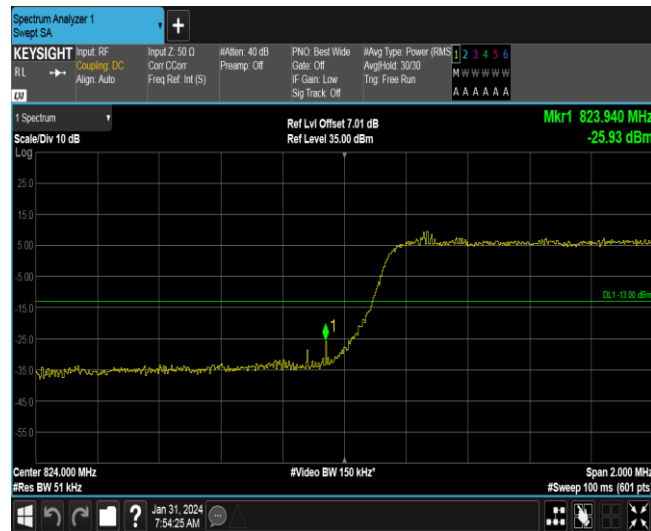 Spectrum Analyzer 1
Swept SA
+
KEYSIGHT
RL
LXI
Input: RF
Coupling: DC
Align: Auto
Input Z: 50 Ω
Corr CCorr
Freq Ref: Int (S)
#Atten: 40 dB
Preamp: Off
PNO: Best Wide
Gate: Off
IF Gain: Low
Sig Track: Off
#Avg Type: Power (RMS
Avg|Hold: 30/30
Trig: Free Run
1 2 3 4 5 6
M W W W W W
A A A A A A
1 Spectrum
Scale/Div 10 dB
Log
Ref Lvl Offset 7.01 dB
Ref Level 35.00 dBm
Mkr1 823.940 MHz
-25.93 dBm
25.0
15.0
5.00
-5.00
DL1 -13.00 dBm
-15.0
1
-25.0
-35.0
-45.0
-55.0
Center 824.000 MHz
#Res BW 51 kHz
#Video BW 150 kHz*
Span 2.000 MHz
#Sweep 100 ms (601 pts)
?
Jan 31, 2024
7:54:25 AM